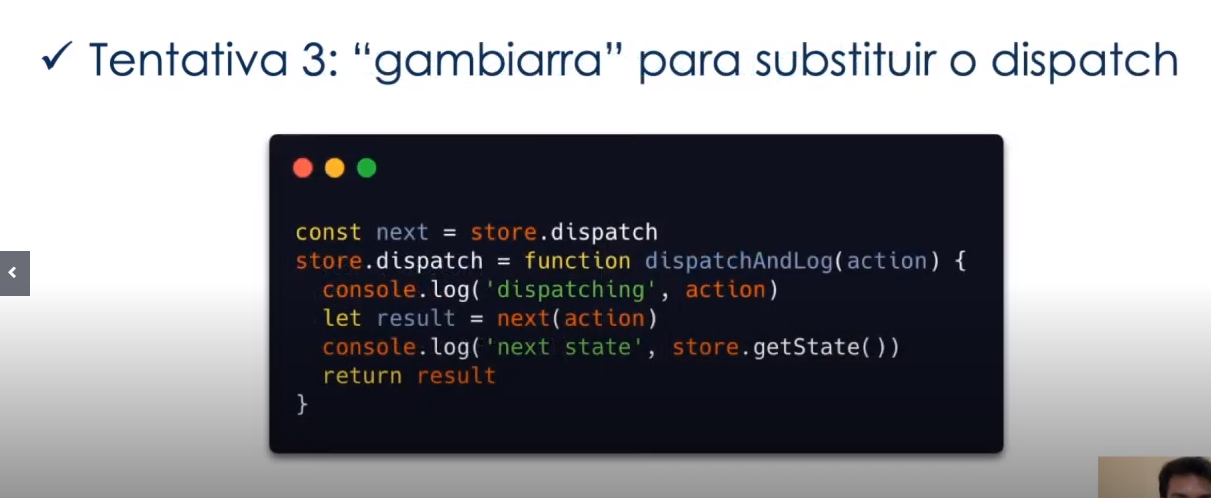 ✓ Tentativa 3: “gambiarra” para substituir o dispatch
const next = store.dispatch
store.dispatch = function dispatchAndLog(action) {
  console.log('dispatching', action)
  let result = next(action)
  console.log('next state', store.getState())
  return result
}